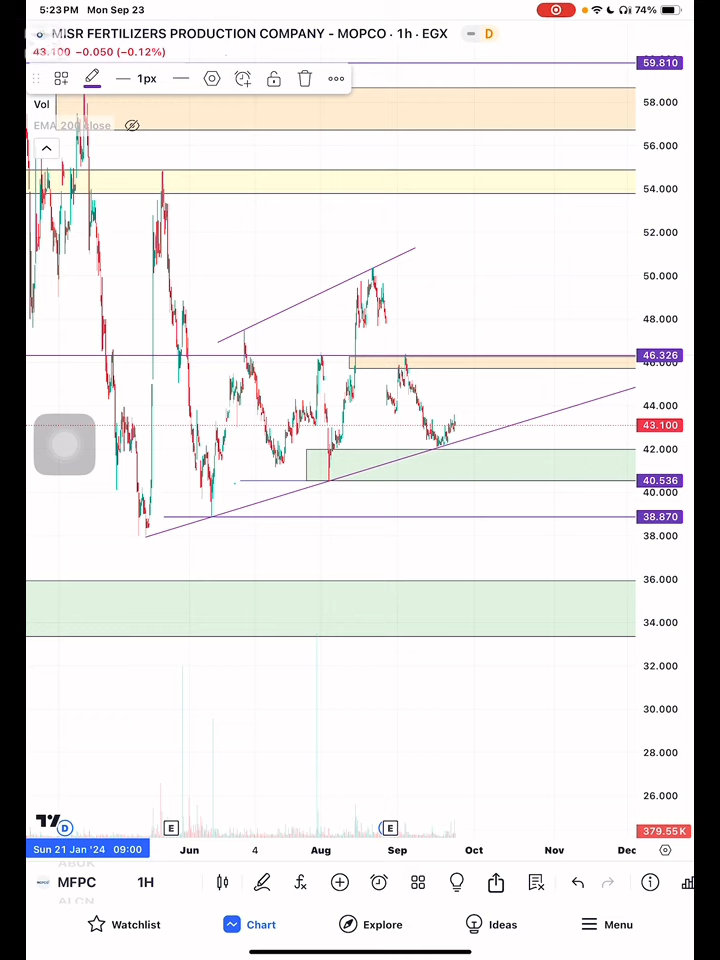 5:23 PM Mon Sep 23 74%
MISR FERTILIZERS PRODUCTION COMPANY - MOPCO · 1h · EGX D
43.100 −0.050 (−0.12%)
59.810
1px
Vol
58.000
EMA 200 close
56.000
54.000
52.000
50.000
48.000
46.326
46.000
44.000
43.100
42.000
40.536
40.000
38.870
38.000
36.000
34.000
32.000
30.000
28.000
26.000
D E E 379.55K
Sun 21 Jan '24 09:00 Jun 4 Aug Sep Oct Nov Dec
ABUK
MFPC 1H
ALCN
Watchlist Chart Explore Ideas Menu